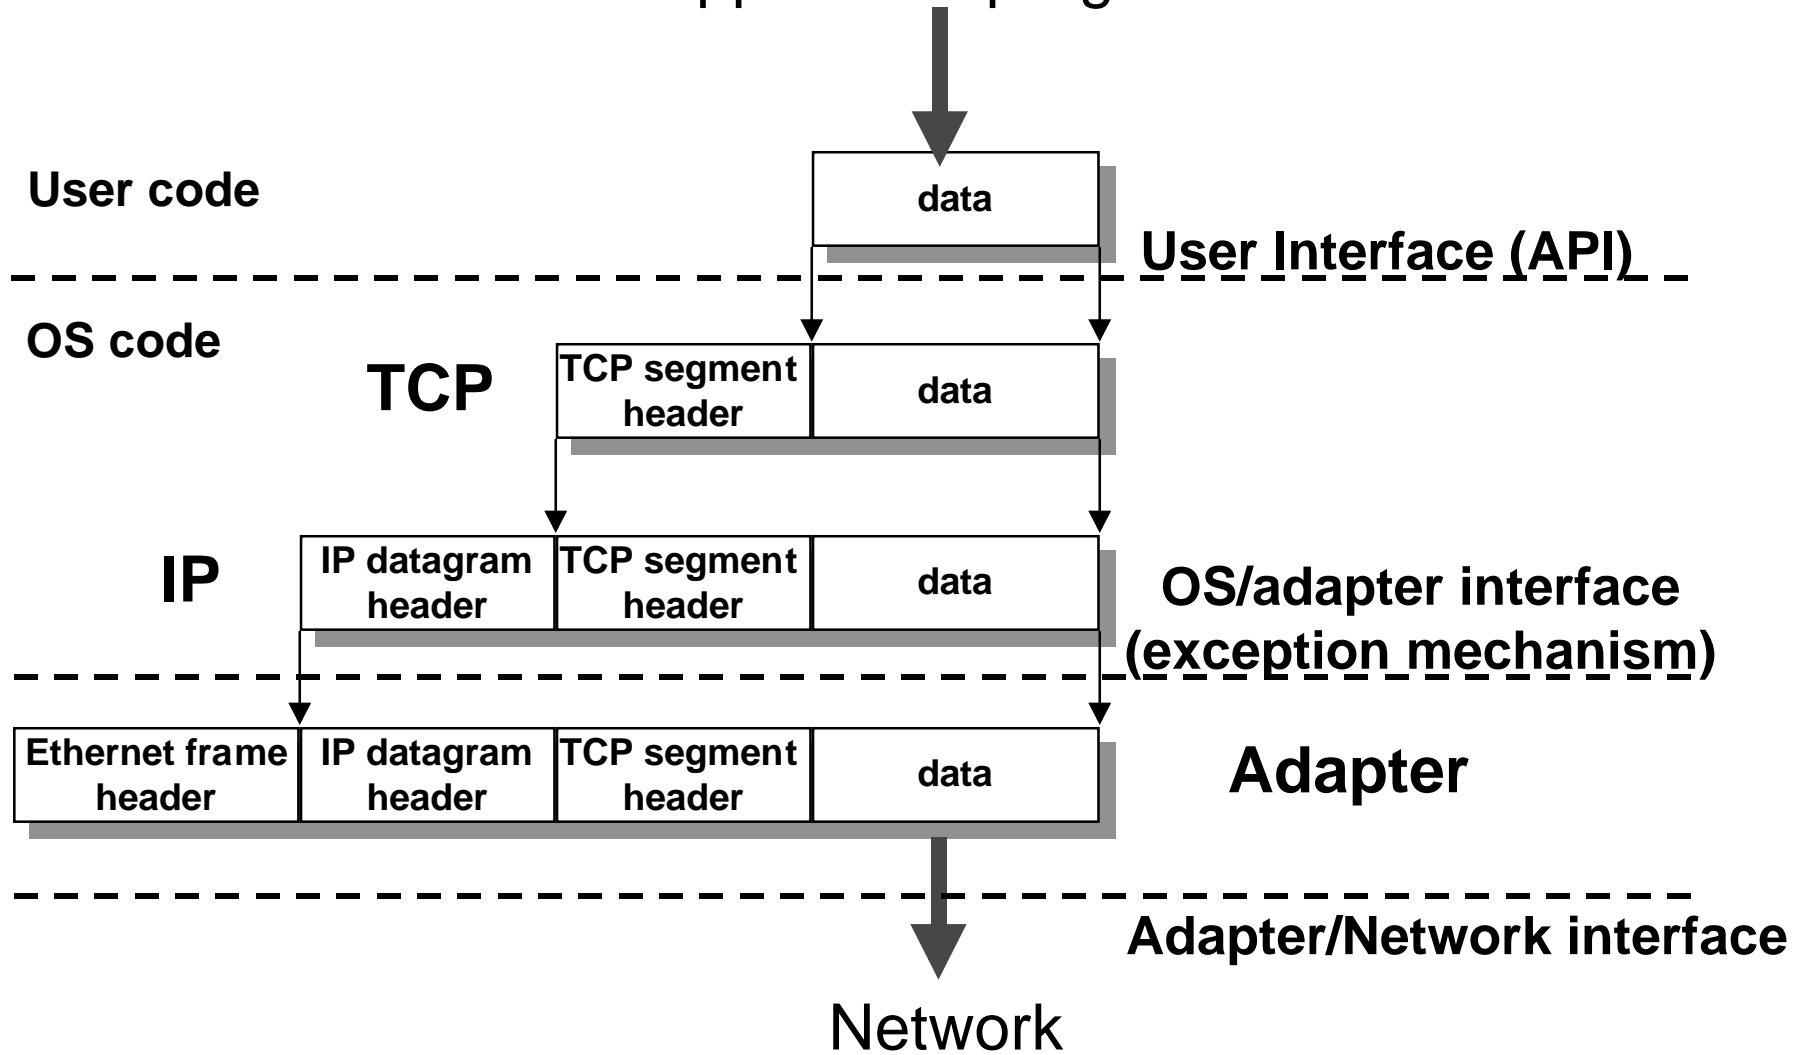 User code
data
User Interface (API)
OS code
TCP
TCP segment
header
data
IP
IP datagram
header
TCP segment
header
data
OS/adapter interface
(exception mechanism)
Ethernet frame
header
IP datagram
header
TCP segment
header
data
Adapter
Adapter/Network interface
Network